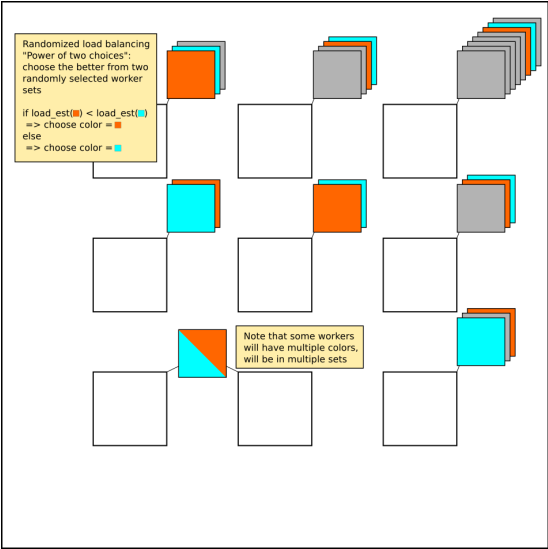 Randomized load balancing
"Power of two choices":
choose the better from two
randomly selected worker
sets
if load_est( ) < load_est( )
=> choose color =
else
=> choose color =
Note that some workers
will have multiple colors,
will be in multiple sets